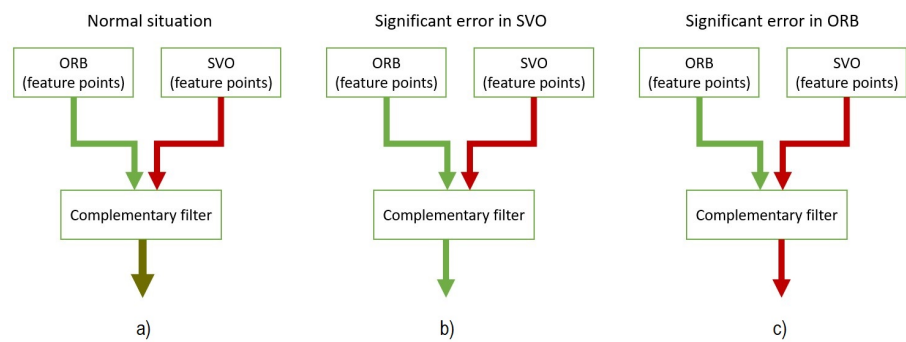 Normal situation
ORB
(feature points)
SVO
(feature points)
Complementary filter
a)
Significant error in SVO
ORB
(feature points)
SVO
(feature points)
Complementary filter
b)
Significant error in ORB
ORB
(feature points)
SVO
(feature points)
Complementary filter
c)